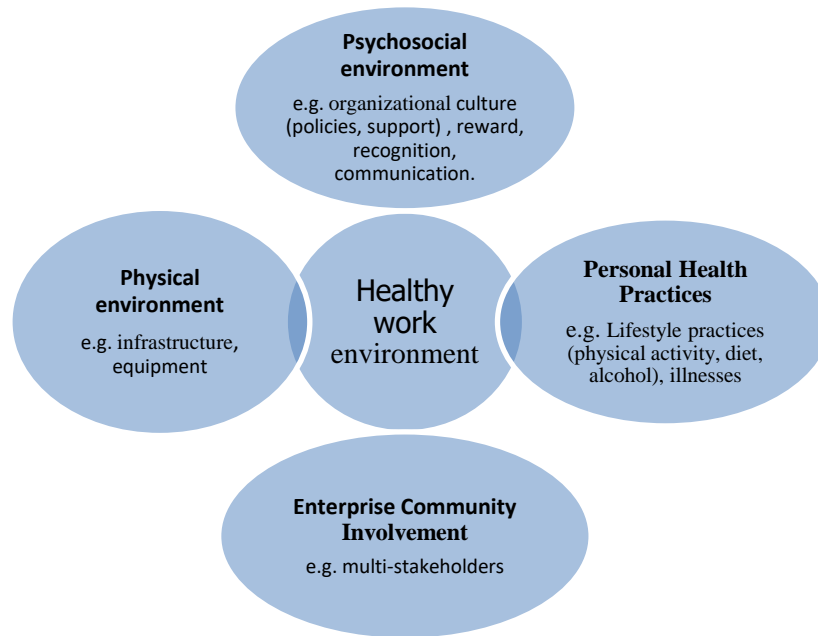 Psychosocial
environment
e.g. organizational culture
(policies, support) , reward,
recognition,
communication.
Physical
environment
e.g. infrastructure,
equipment
Healthy
work
environment
Personal Health
Practices
e.g. Lifestyle practices
(physical activity, diet,
alcohol), illnesses
Enterprise Community
Involvement
e.g. multi-stakeholders